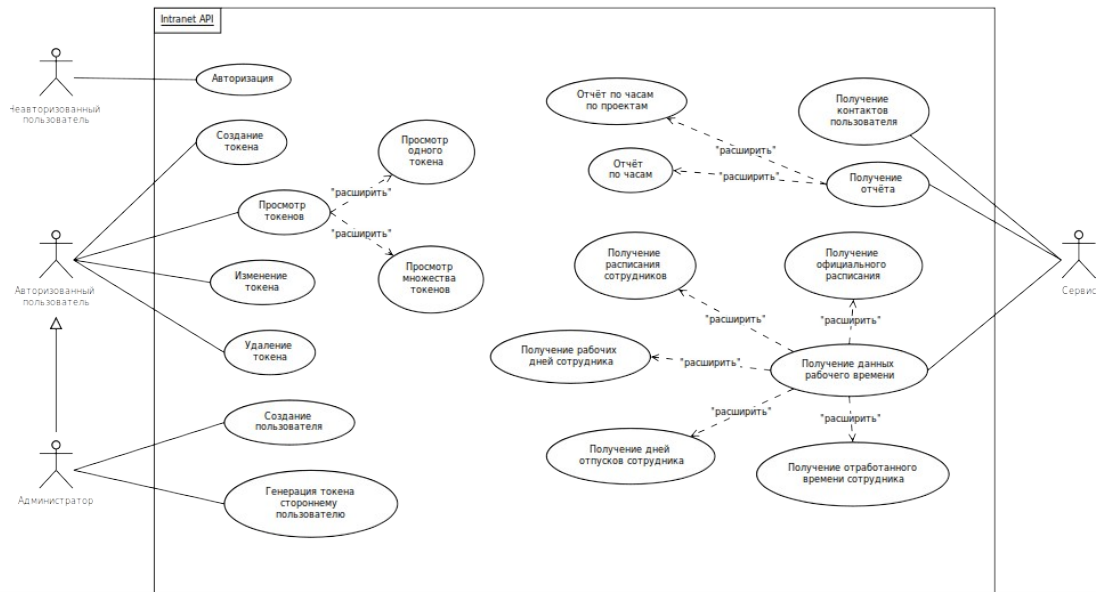 Intranet API
Неавторизованный
пользователь
Авторизация
Создание
токена
Просмотр
одного
токена
"расширить"
Просмотр
токенов
"расширить"
Просмотр
множества
токенов
Авторизованный
пользователь
Изменение
токена
Удаление
токена
Создание
пользователя
Администратор
Генерация токена
стороннему
пользователю
Отчёт по часам
по проектам
Получение
контактов
пользователя
"расширить"
Отчёт
по часам
"расширить"
Получение
отчёта
Получение
расписания
сотрудников
Получение
официального
расписания
Сервис
"расширить"
"расширить"
Получение рабочих
дней сотрудника
"расширить"
Получение данных
рабочего времени
"расширить"
"расширить"
Получение дней
отпусков сотрудника
Получение отработанного
времени сотрудника